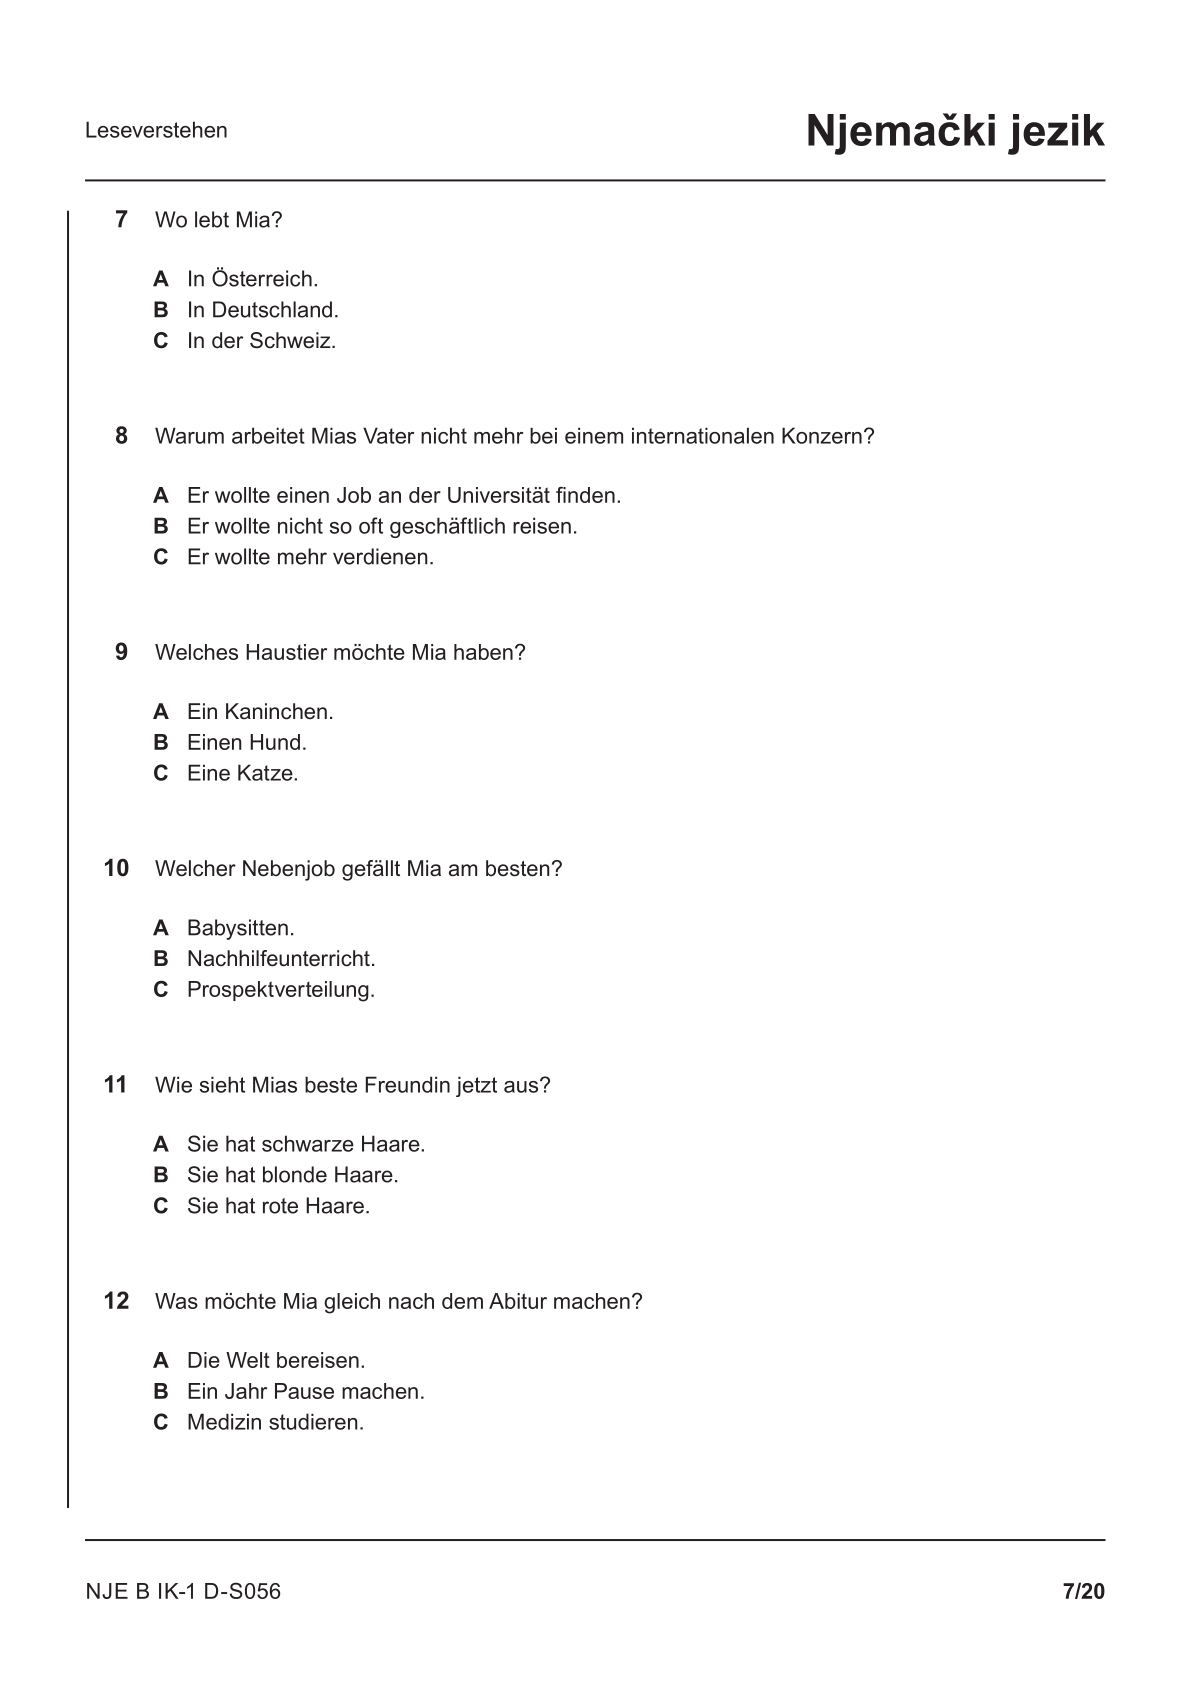 Leseverstehen
Njemački jezik
7 Wo lebt Mia?
A In Österreich.
B In Deutschland.
C In der Schweiz.
8 Warum arbeitet Mias Vater nicht mehr bei einem internationalen Konzern?
A Er wollte einen Job an der Universität finden.
B Er wollte nicht so oft geschäftlich reisen.
C Er wollte mehr verdienen.
9 Welches Haustier möchte Mia haben?
A Ein Kaninchen.
B Einen Hund.
C Eine Katze.
10 Welcher Nebenjob gefällt Mia am besten?
A Babysitten.
B Nachhilfeunterricht.
C Prospektverteilung.
11 Wie sieht Mias beste Freundin jetzt aus?
A Sie hat schwarze Haare.
B Sie hat blonde Haare.
C Sie hat rote Haare.
12 Was möchte Mia gleich nach dem Abitur machen?
A Die Welt bereisen.
B Ein Jahr Pause machen.
C Medizin studieren.
NJE B IK-1 D-S056
7/20